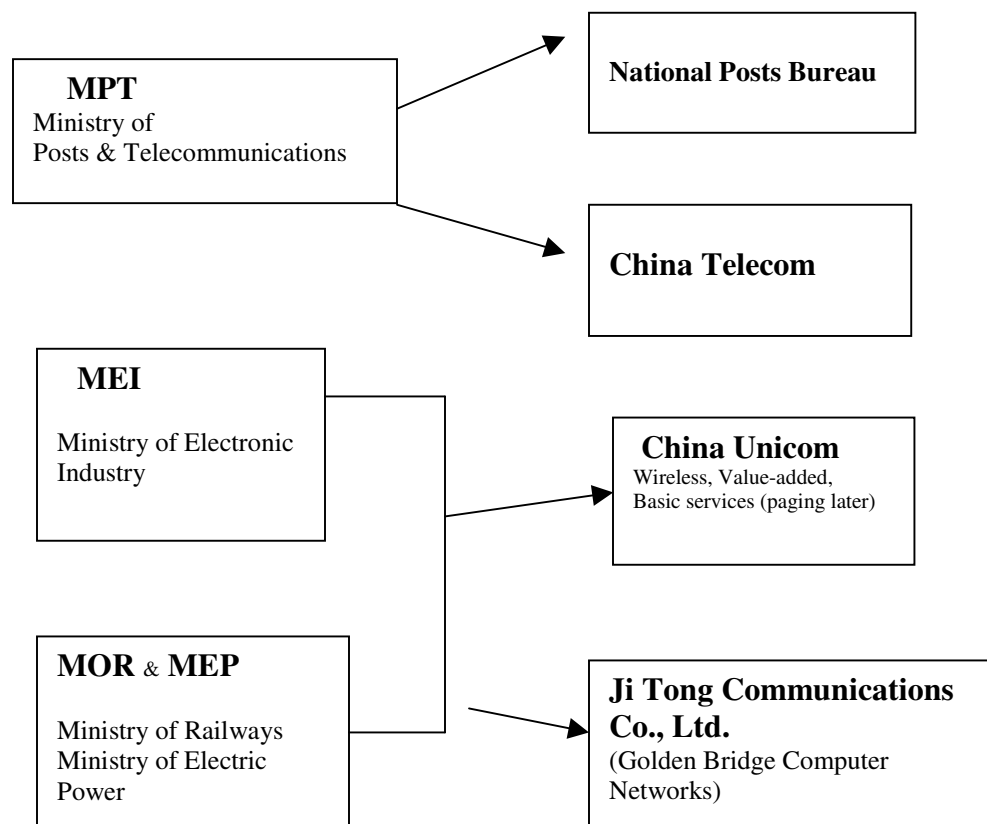 MPT
Ministry of
Posts & Telecommunications
National Posts Bureau
China Telecom
MEI
Ministry of Electronic
Industry
China Unicom
Wireless, Value-added,
Basic services (paging later)
MOR & MEP
Ministry of Railways
Ministry of Electric
Power
Ji Tong Communications
Co., Ltd.
(Golden Bridge Computer
Networks)